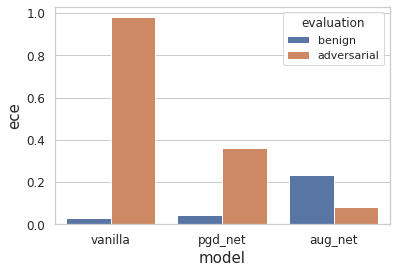 evaluation
benign
adversarial
1.0
0.8
0.6
0.4
0.2
0.0
ece
vanilla pgd_net aug_net
model